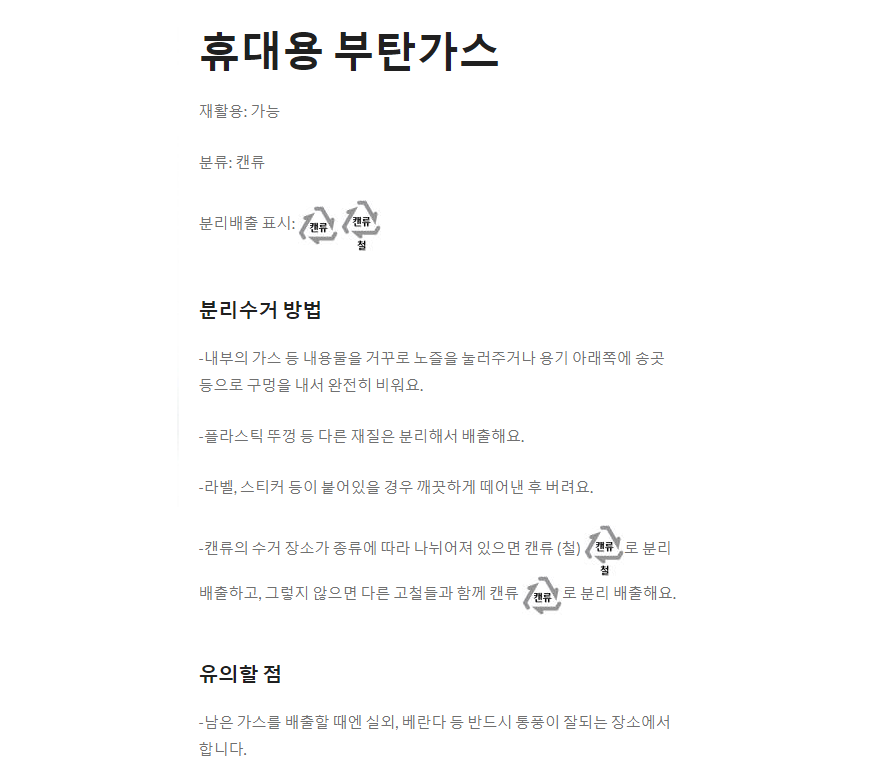 휴대용 부탄가스
재활용: 가능
분류: 캔류
분리배출 표시: 캔류 캔류 철
분리수거 방법
-내부의 가스 등 내용물을 거꾸로 노즐을 눌러주거나 용기 아래쪽에 송곳
등으로 구멍을 내서 완전히 비워요.
-플라스틱 뚜껑 등 다른 재질은 분리해서 배출해요.
-라벨, 스티커 등이 붙어있을 경우 깨끗하게 떼어낸 후 버려요.
-캔류의 수거 장소가 종류에 따라 나뉘어져 있으면 캔류 (철) 캔류 철 로 분리
배출하고, 그렇지 않으면 다른 고철들과 함께 캔류 캔류 로 분리 배출해요.
유의할 점
-남은 가스를 배출할 때엔 실외, 베란다 등 반드시 통풍이 잘되는 장소에서
합니다.